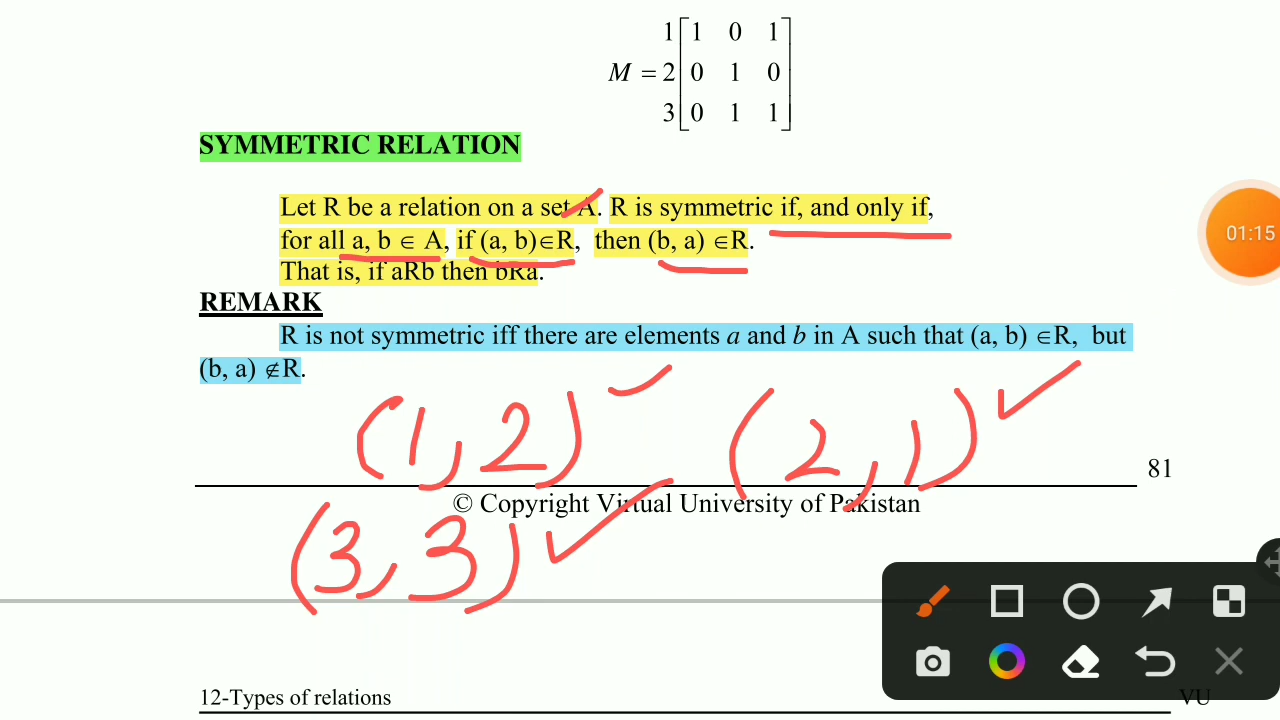 1 1 0 1
M = 2 0 1 0
3 0 1 1
SYMMETRIC RELATION
Let R be a relation on a set A. R is symmetric if, and only if,
for all a, b ∈ A, if (a, b)∈R, then (b, a) ∈R.
That is, if aRb then bRa.
01:15
REMARK
R is not symmetric iff there are elements a and b in A such that (a, b) ∈R, but
(b, a) ∉R.
(1,2) (2,1)
81
© Copyright Virtual University of Pakistan
(3,3)
12-Types of relations VU